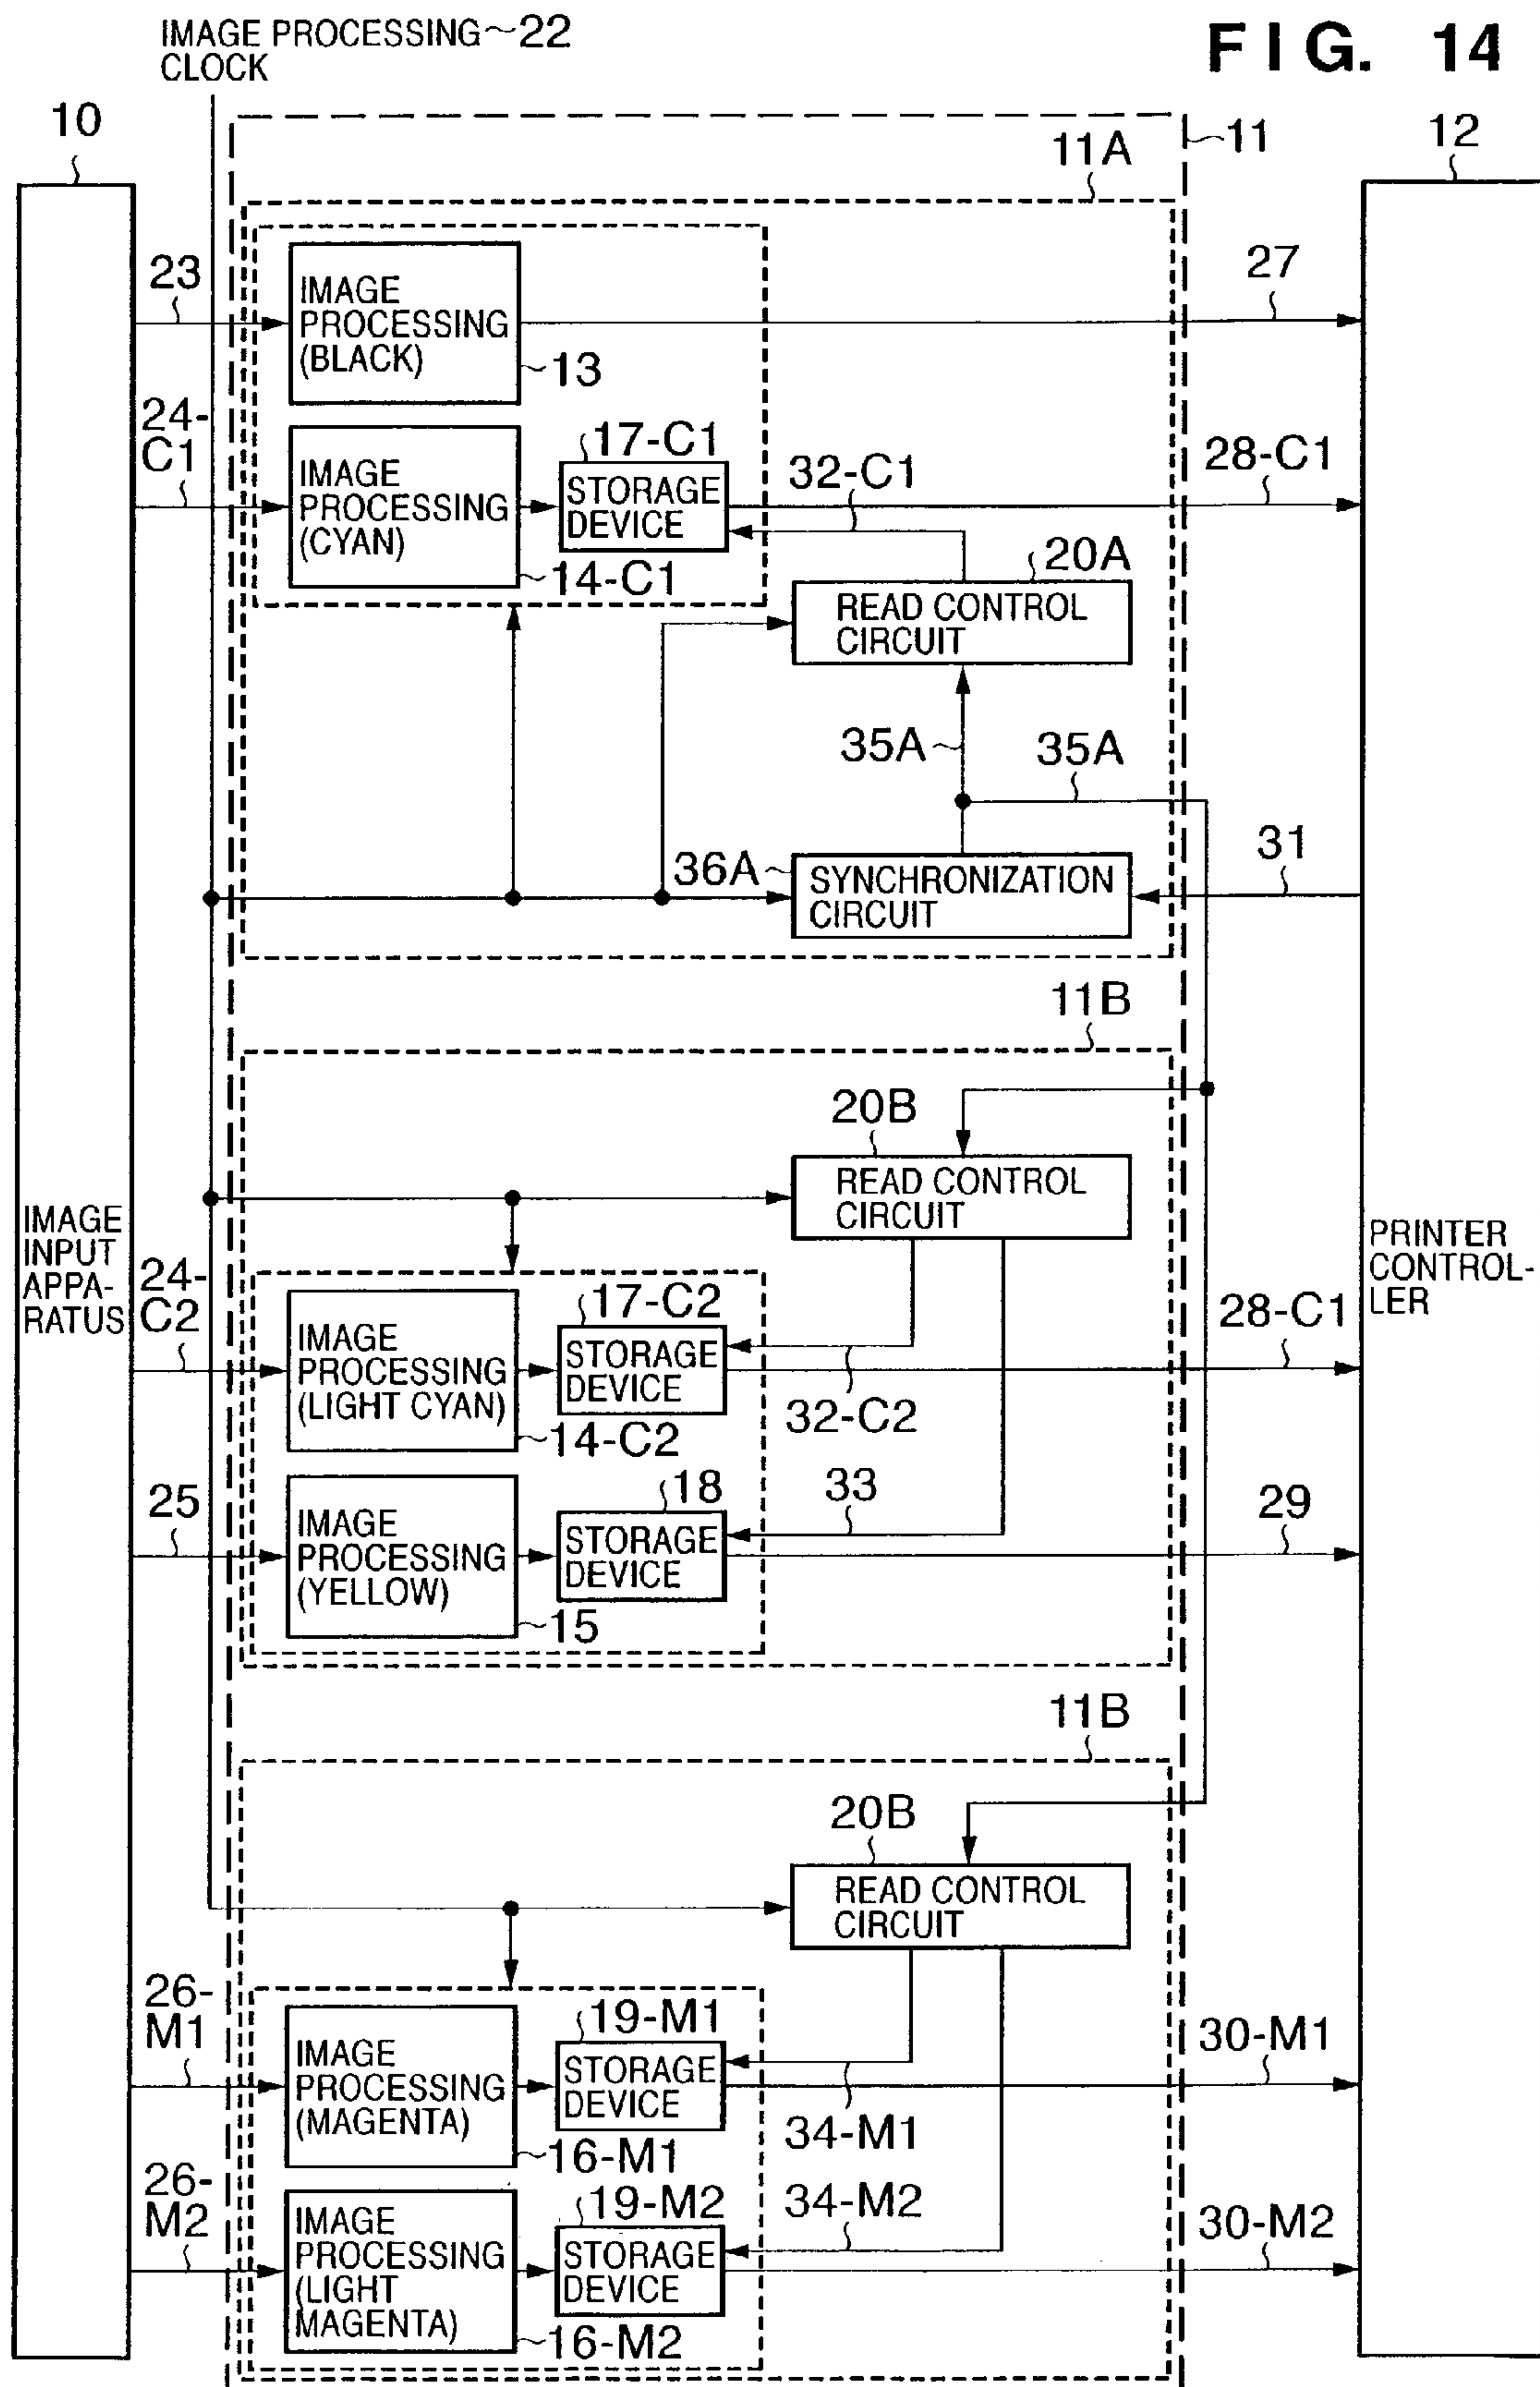 IMAGE PROCESSING~22
CLOCK
FIG. 14
10
11
12
11A
23
IMAGE
PROCESSING
(BLACK)
13
27
24-
C1
IMAGE
PROCESSING
(CYAN)
14-C1
17-C1
STORAGE
DEVICE
32-C1
28-C1
20A
READ CONTROL
CIRCUIT
35A
35A
36A
SYNCHRONIZATION
CIRCUIT
31
11B
20B
READ CONTROL
CIRCUIT
IMAGE
INPUT
APPA-
RATUS
PRINTER
CONTROL-
LER
24-
C2
IMAGE
PROCESSING
(LIGHT CYAN)
14-C2
17-C2
STORAGE
DEVICE
32-C2
28-C1
25
IMAGE
PROCESSING
(YELLOW)
15
18
STORAGE
DEVICE
33
29
11B
20B
READ CONTROL
CIRCUIT
26-
M1
IMAGE
PROCESSING
(MAGENTA)
16-M1
19-M1
STORAGE
DEVICE
34-M1
30-M1
26-
M2
IMAGE
PROCESSING
(LIGHT
MAGENTA)
16-M2
19-M2
STORAGE
DEVICE
34-M2
30-M2